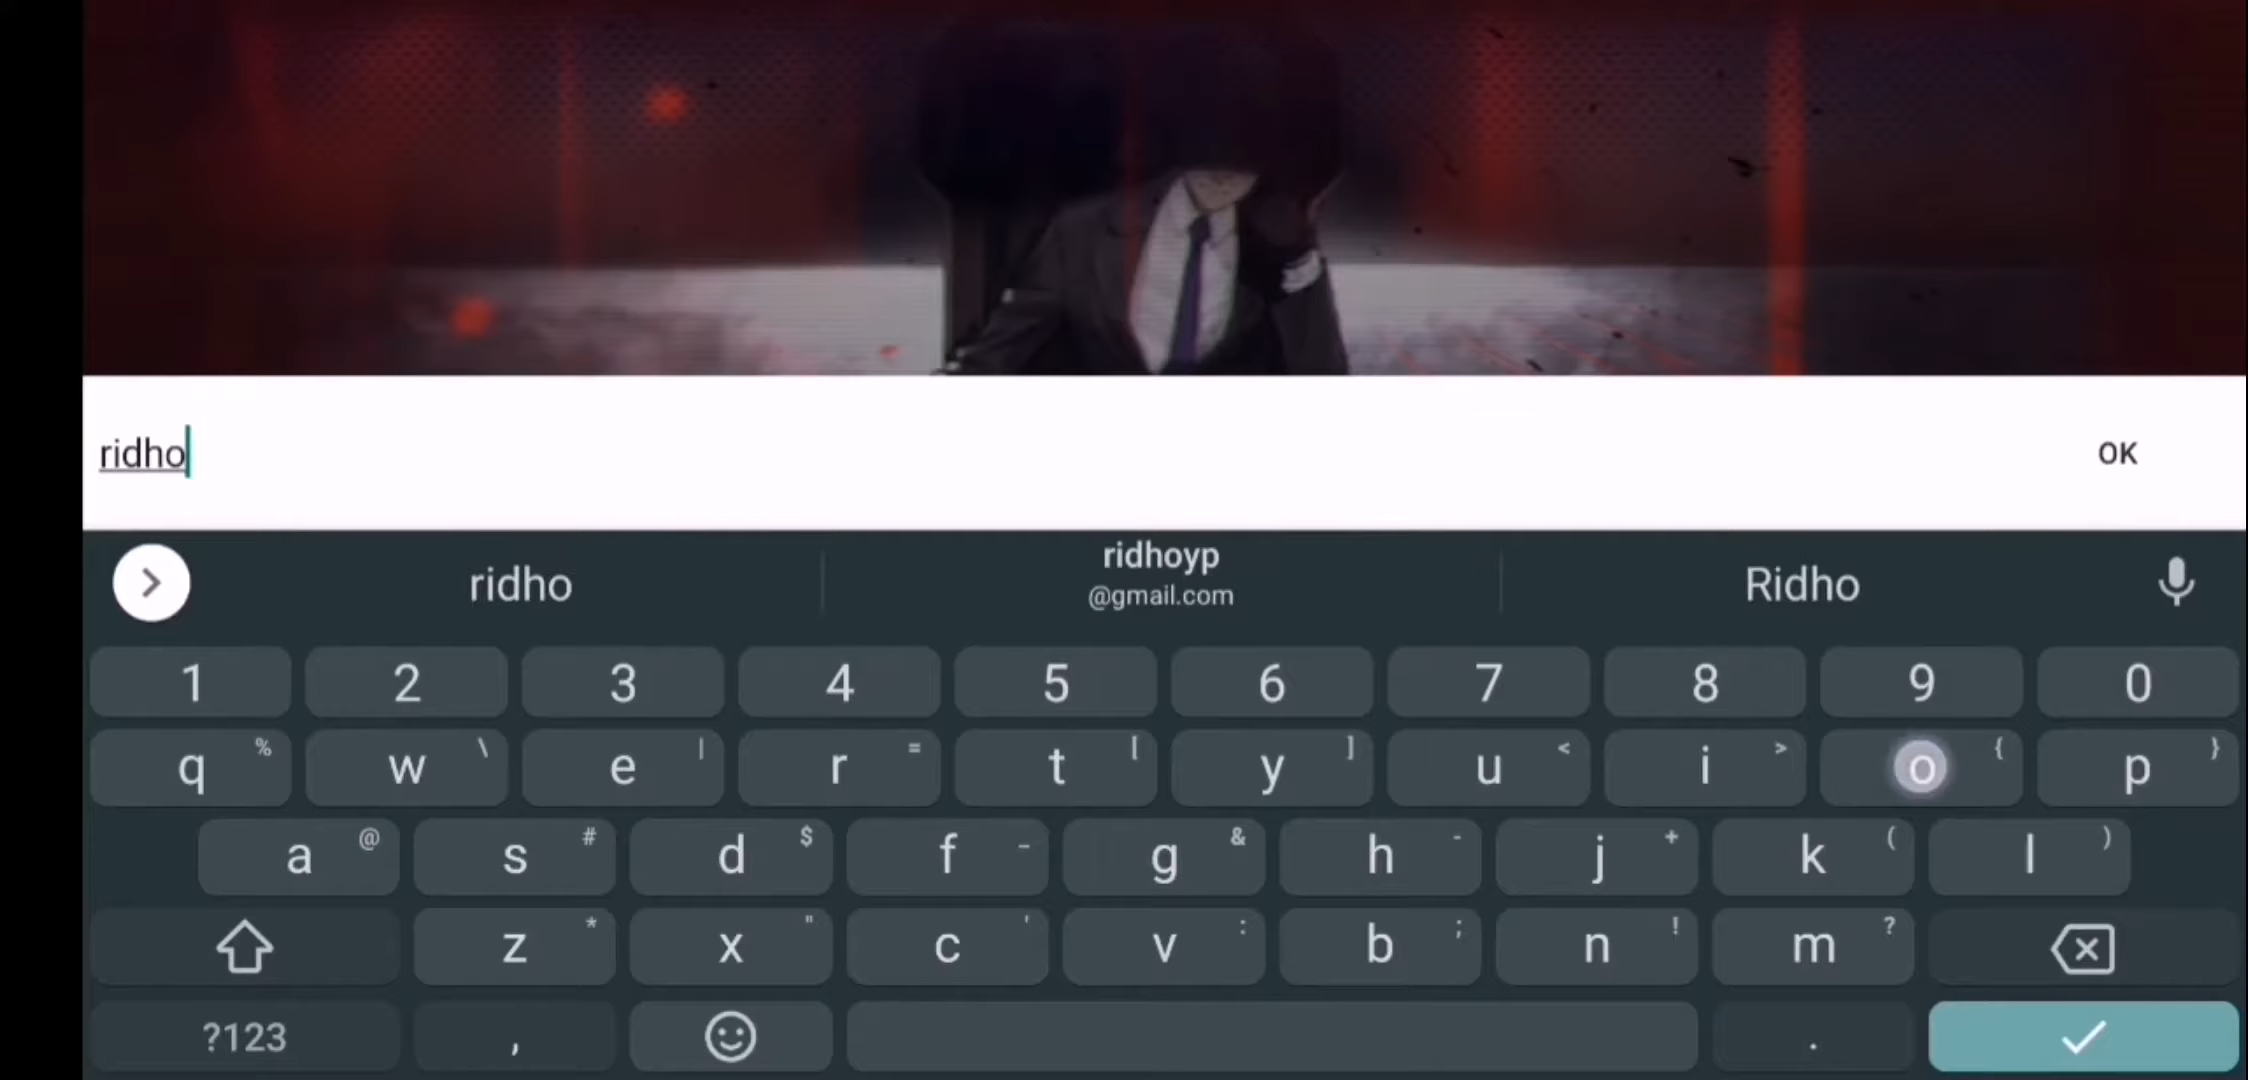 ridho OK
ridho ridhoyp Ridho
@gmail.com
1 2 3 4 5 6 7 8 9 0
q % w \ e | r = t [ y ] u < i > o { p }
a @ s # d $ f _ g & h - j + k ( l )
z * x " c ' v : b ; n ! m ?
?123 , .